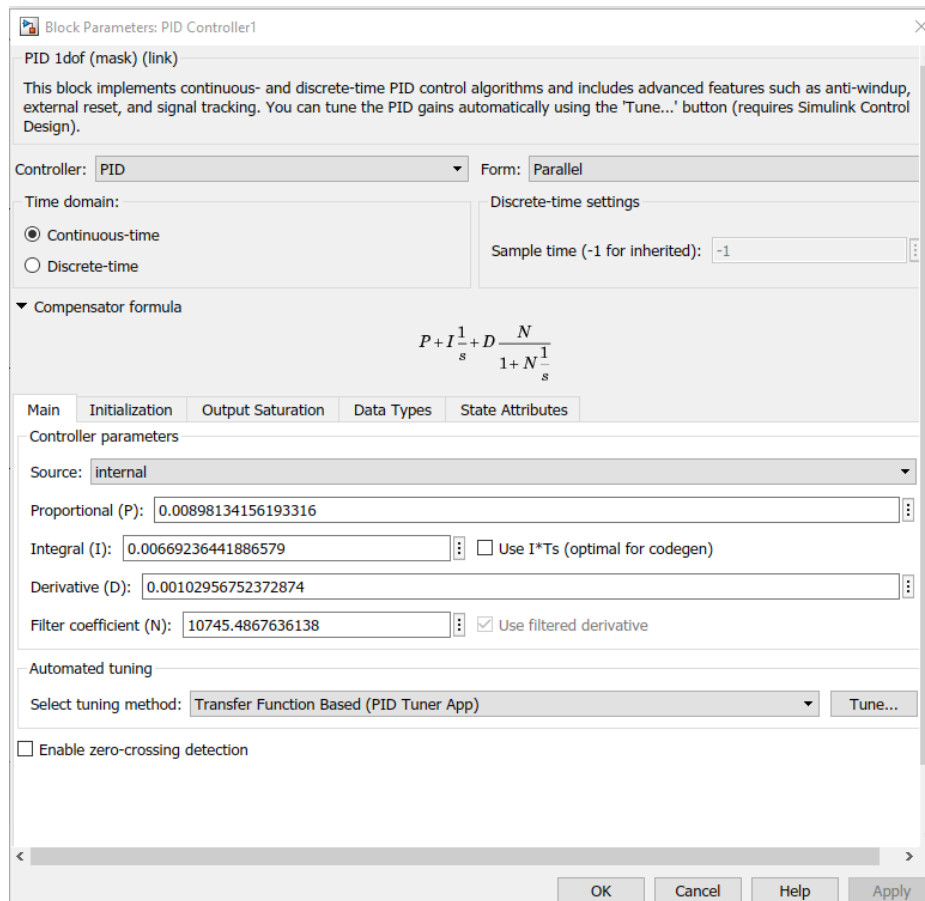 Block Parameters: PID Controller1
PID 1dof (mask) (link)
This block implements continuous- and discrete-time PID control algorithms and includes advanced features such as anti-windup,
external reset, and signal tracking. You can tune the PID gains automatically using the 'Tune...' button (requires Simulink Control
Design).
Controller: PID Form: Parallel
Time domain: Discrete-time settings
Continuous-time
Sample time (-1 for inherited): -1
Discrete-time
Compensator formula
P + I 1/s + D N/(1 + N 1/s)
Main Initialization Output Saturation Data Types State Attributes
Controller parameters
Source: internal
Proportional (P): 0.00898134156193316
Integral (I): 0.00669236441886579 Use I*Ts (optimal for codegen)
Derivative (D): 0.00102956752372874
Filter coefficient (N): 10745.4867636138 Use filtered derivative
Automated tuning
Select tuning method: Transfer Function Based (PID Tuner App) Tune...
Enable zero-crossing detection
OK Cancel Help Apply